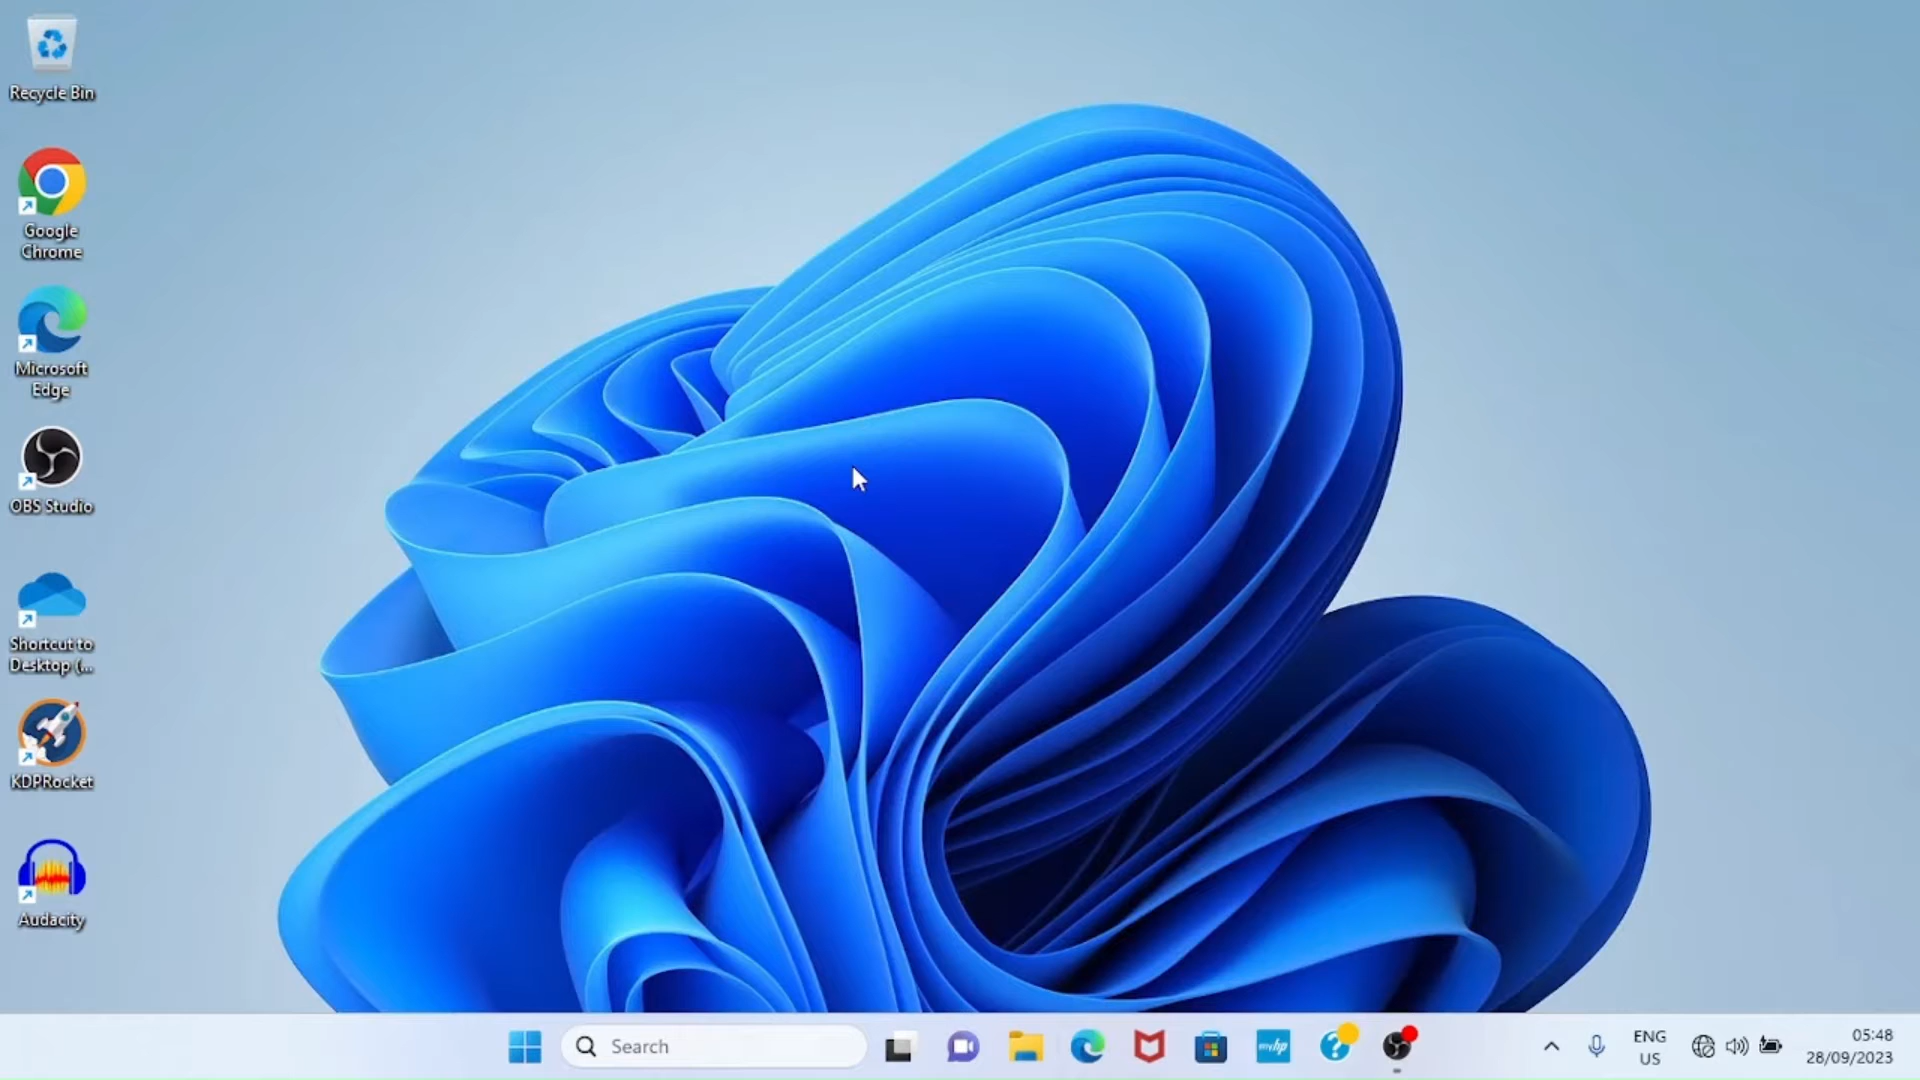 Recycle Bin
Google
Chrome
Microsoft
Edge
OBS Studio
Shortcut to
Desktop (...
KDPRocket
Audacity
Search
myhp
?
ENG
US
05:48
28/09/2023